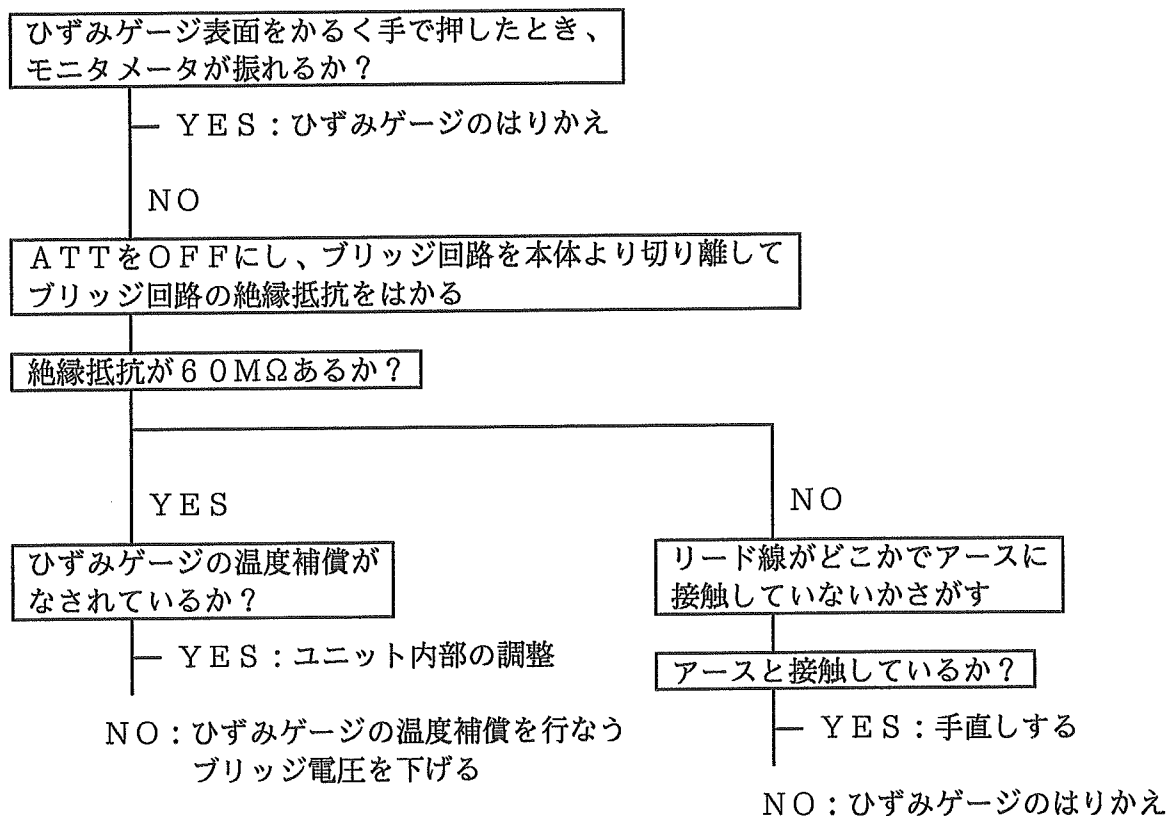 ひずみゲージ表面をかるく手で押したとき、
モニタメータが振れるか？
ＹＥＳ：ひずみゲージのはりかえ
ＮＯ
ＡＴＴをＯＦＦにし、ブリッジ回路を本体より切り離して
ブリッジ回路の絶縁抵抗をはかる
絶縁抵抗が６０ＭΩあるか？
ＹＥＳ
ひずみゲージの温度補償が
なされているか？
ＹＥＳ：ユニット内部の調整
ＮＯ：ひずみゲージの温度補償を行なう
ブリッジ電圧を下げる
ＮＯ
リード線がどこかでアースに
接触していないかさがす
アースと接触しているか？
ＹＥＳ：手直しする
ＮＯ：ひずみゲージのはりかえ